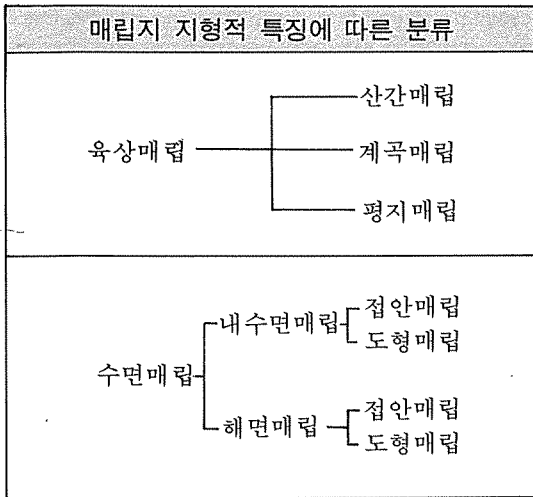 매립지 지형적 특징에 따른 분류
산간매립
육상매립
계곡매립
평지매립
접안매립
내수면매립
도형매립
수면매립
접안매립
해면매립
도형매립